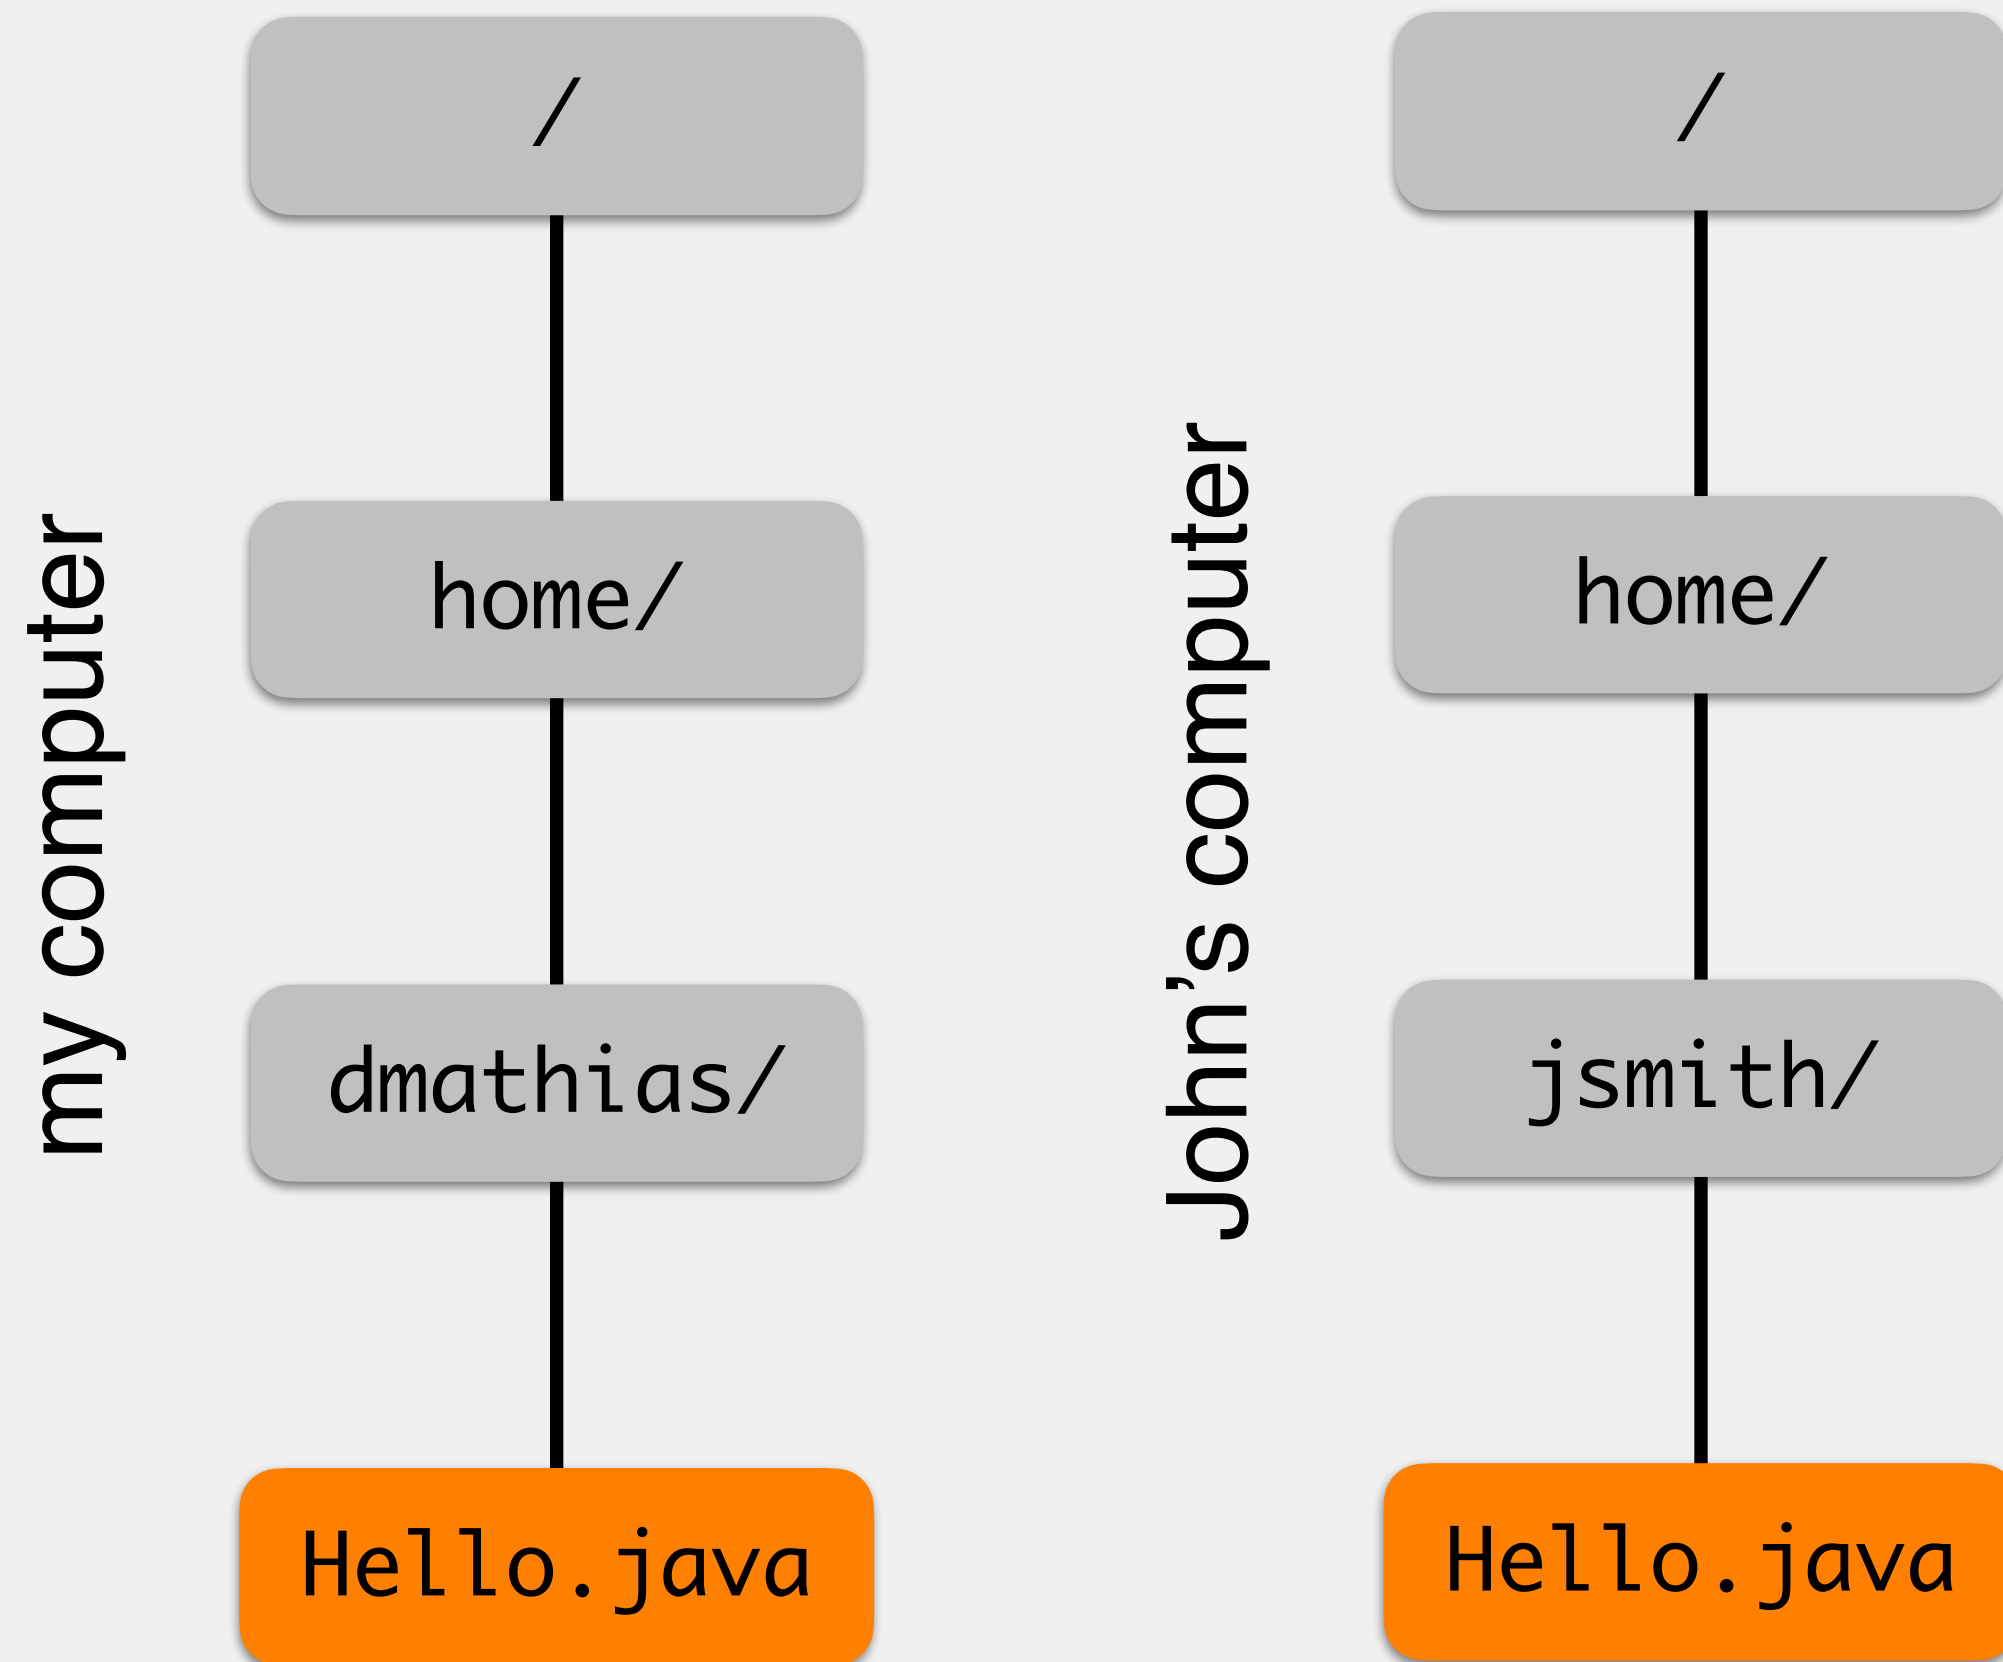 my computer
/
home/
dmathias/
Hello.java
John’s computer
/
home/
jsmith/
Hello.java